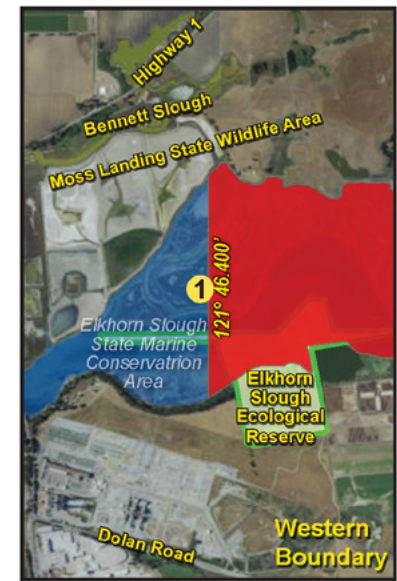 Highway 1
Bennett Slough
Moss Landing State Wildlife Area
1
121° 46.400'
Elkhorn Slough
State Marine
Conservatrion
Area
Elkhorn
Slough
Ecological
Reserve
Dolan Road
Western
Boundary